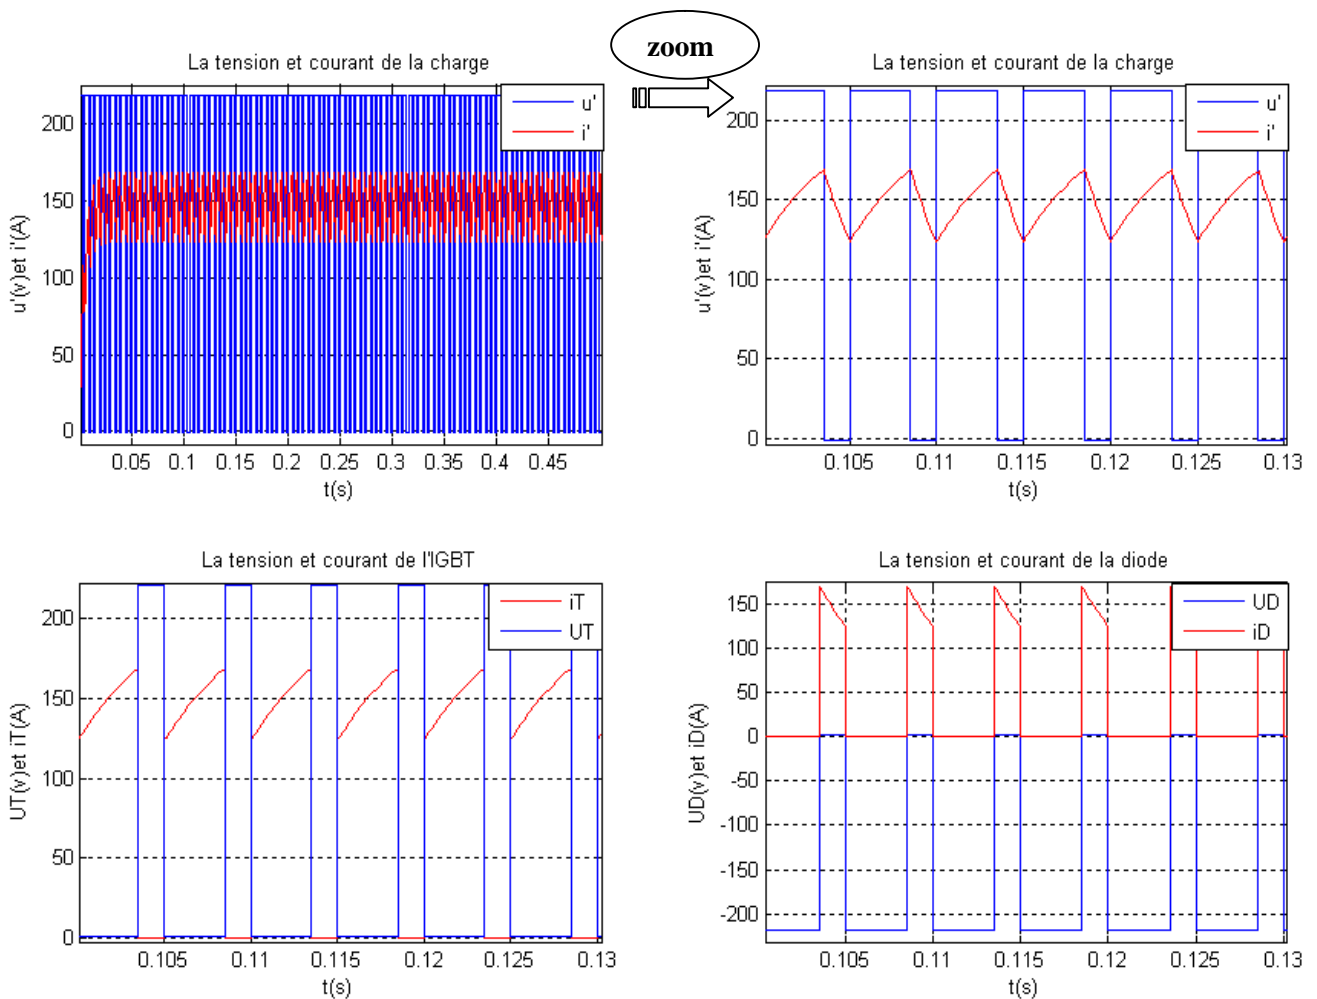 zoom
La tension et courant de la charge
u'
i'
200
150
100
50
0
u'(v)et i'(A)
0.05 0.1 0.15 0.2 0.25 0.3 0.35 0.4 0.45
t(s)
La tension et courant de la charge
u'
i'
200
150
100
50
0
u'(v)et i'(A)
0.105 0.11 0.115 0.12 0.125 0.13
t(s)
La tension et courant de l'IGBT
iT
UT
200
150
100
50
0
UT(v)et iT(A)
0.105 0.11 0.115 0.12 0.125 0.13
t(s)
La tension et courant de la diode
UD
iD
150
100
50
0
-50
-100
-150
-200
UD(v)et iD(A)
0.105 0.11 0.115 0.12 0.125 0.13
t(s)